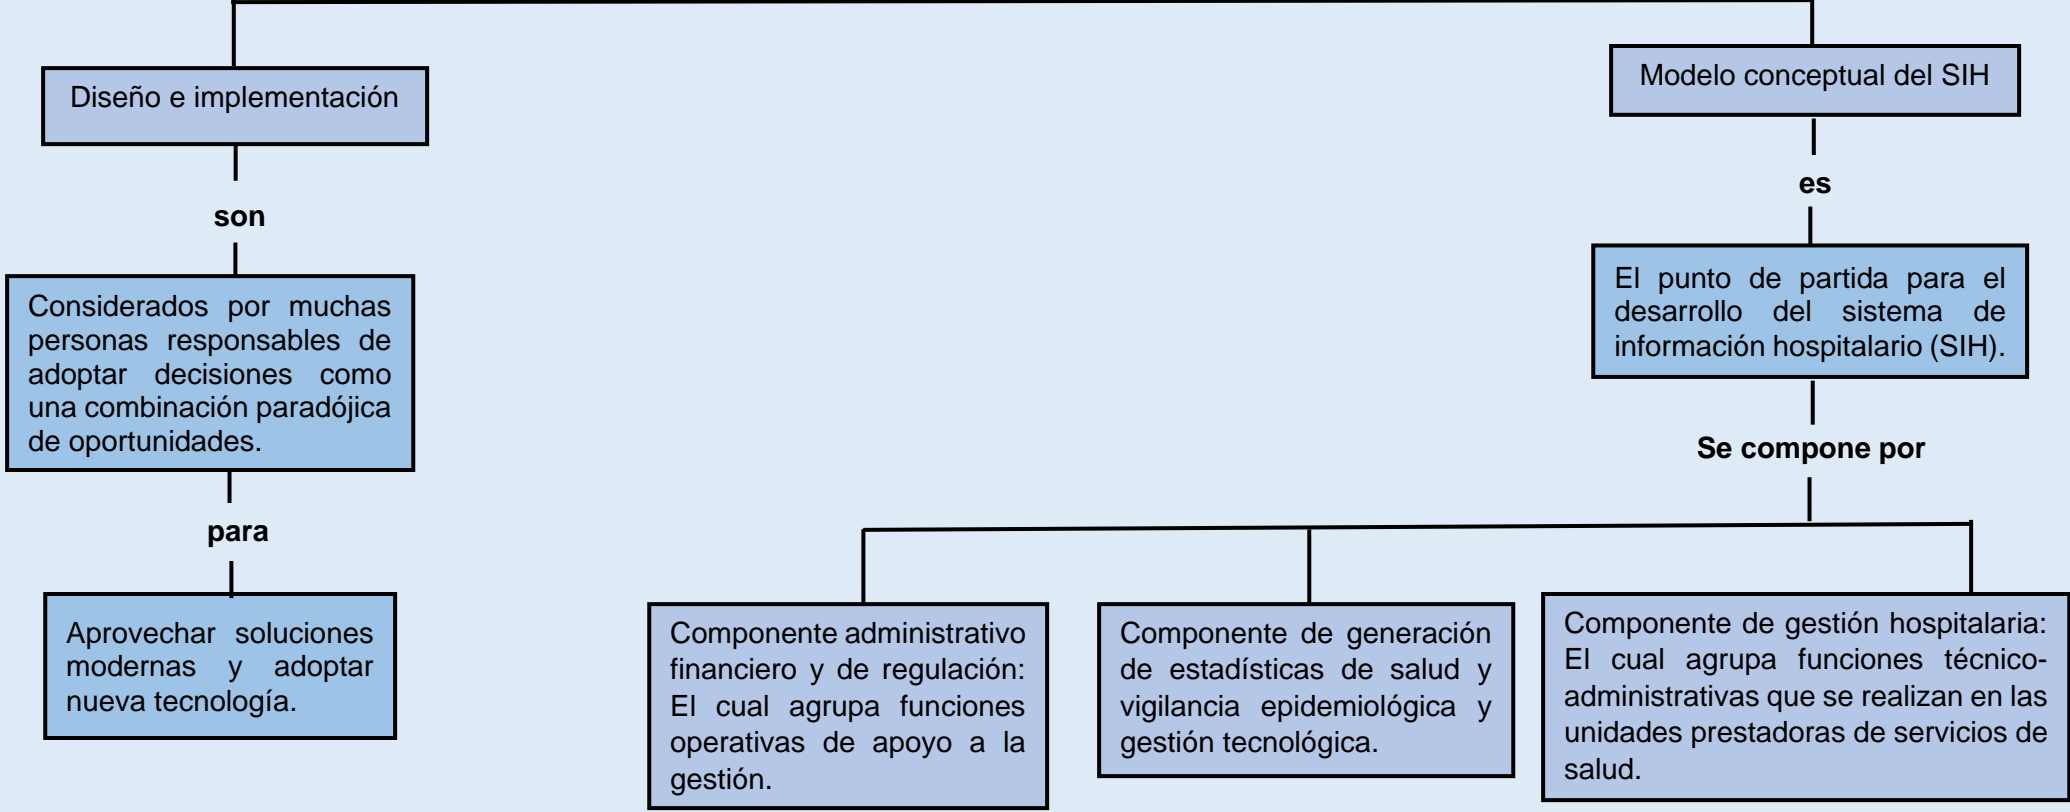 Diseño e implementación
son
Considerados por muchas
personas responsables de
adoptar decisiones como
una combinación paradójica
de oportunidades.
para
Aprovechar soluciones
modernas y adoptar
nueva tecnología.
Modelo conceptual del SIH
es
El punto de partida para el
desarrollo del sistema de
información hospitalario (SIH).
Se compone por
Componente administrativo
financiero y de regulación:
El cual agrupa funciones
operativas de apoyo a la
gestión.
Componente de generación
de estadísticas de salud y
vigilancia epidemiológica y
gestión tecnológica.
Componente de gestión hospitalaria:
El cual agrupa funciones técnico-
administrativas que se realizan en las
unidades prestadoras de servicios de
salud.